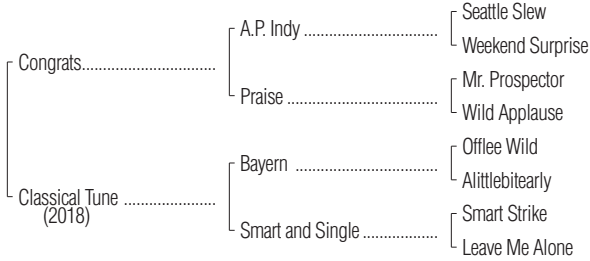 Seattle Slew
A.P. Indy ..............................
Weekend Surprise
Congrats..............................
Mr. Prospector
Praise ..................................
Wild Applause
Offlee Wild
Bayern ................................
Alittlebitearly
Classical Tune ....................
(2018)
Smart Strike
Smart and Single .................
Leave Me Alone